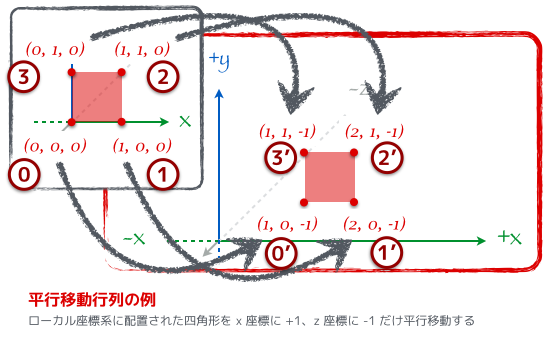 (0, 1, 0) (1, 1, 0)
3 2
x
(0, 0, 0) (1, 0, 0)
0 1
+y
-z
(1, 1, -1) (2, 1, -1)
3’ 2’
(1, 0, -1) (2, 0, -1)
-x +x
0’ 1’
平行移動行列の例
ローカル座標系に配置された四角形を x 座標に +1、z 座標に -1 だけ平行移動する